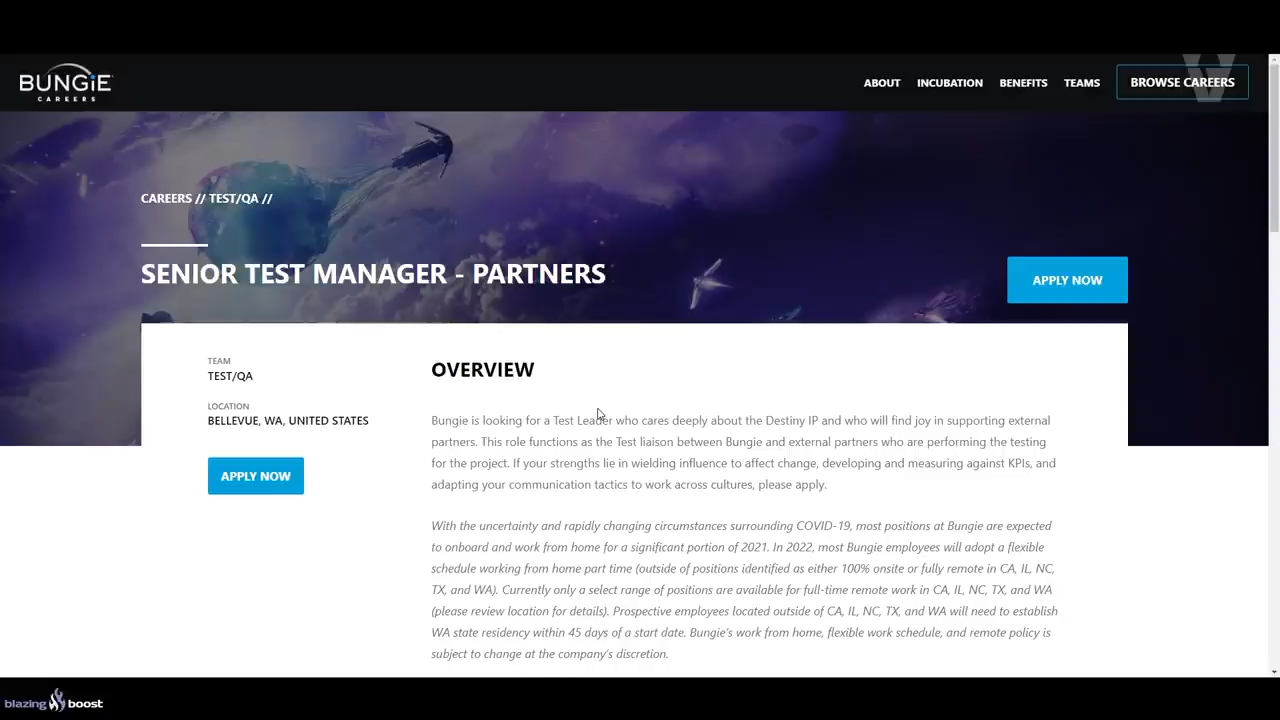 BUNGiE
CAREERS
ABOUT
INCUBATION
BENEFITS
TEAMS
BROWSE CAREERS
CAREERS // TEST/QA //
SENIOR TEST MANAGER - PARTNERS
APPLY NOW
TEAM
TEST/QA
LOCATION
BELLEVUE, WA, UNITED STATES
APPLY NOW
OVERVIEW
Bungie is looking for a Test Leader who cares deeply about the Destiny IP and who will find joy in supporting external
partners. This role functions as the Test liaison between Bungie and external partners who are performing the testing
for the project. If your strengths lie in wielding influence to affect change, developing and measuring against KPIs, and
adapting your communication tactics to work across cultures, please apply.
With the uncertainty and rapidly changing circumstances surrounding COVID-19, most positions at Bungie are expected
to onboard and work from home for a significant portion of 2021. In 2022, most Bungie employees will adopt a flexible
schedule working from home part time (outside of positions identified as either 100% onsite or fully remote in CA, IL, NC,
TX, and WA). Currently only a select range of positions are available for full-time remote work in CA, IL, NC, TX, and WA
(please review location for details). Prospective employees located outside of CA, IL, NC, TX, and WA will need to establish
WA state residency within 45 days of a start date. Bungie's work from home, flexible work schedule, and remote policy is
subject to change at the company's discretion.
blazing boost